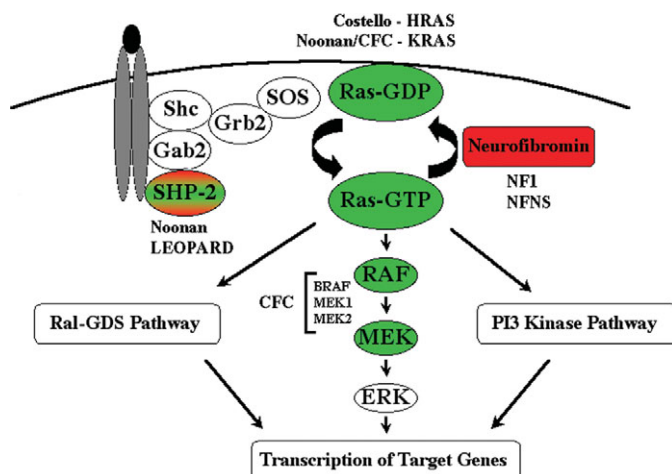 Costello - HRAS
Noonan/CFC - KRAS
SOS
Ras-GDP
Shc
Grb2
Gab2
Neurofibromin
SHP-2
NF1
NFNS
Ras-GTP
Noonan
LEOPARD
RAF
CFC
BRAF
MEK1
MEK2
Ral-GDS Pathway
MEK
PI3 Kinase Pathway
ERK
Transcription of Target Genes